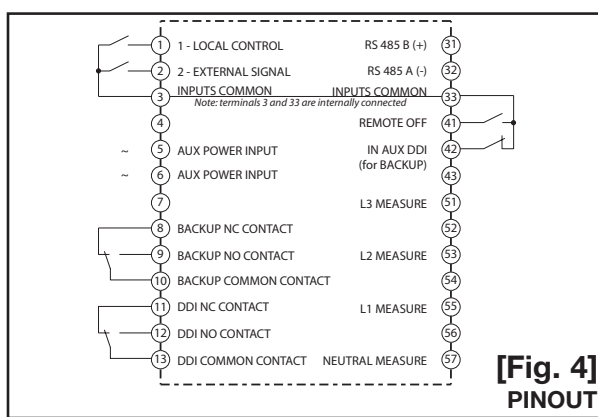 1 1 - LOCAL CONTROL RS 485 B (+) 31
2 2 - EXTERNAL SIGNAL RS 485 A (-) 32
3 INPUTS COMMON INPUTS COMMON 33
Note: terminals 3 and 33 are internally connected
4 REMOTE OFF 41
~ 5 AUX POWER INPUT IN AUX DDI 42
(for BACKUP)
~ 6 AUX POWER INPUT 43
7 L3 MEASURE 51
8 BACKUP NC CONTACT 52
9 BACKUP NO CONTACT L2 MEASURE 53
10 BACKUP COMMON CONTACT 54
11 DDI NC CONTACT L1 MEASURE 55
12 DDI NO CONTACT 56
13 DDI COMMON CONTACT NEUTRAL MEASURE 57
[Fig. 4]
PINOUT